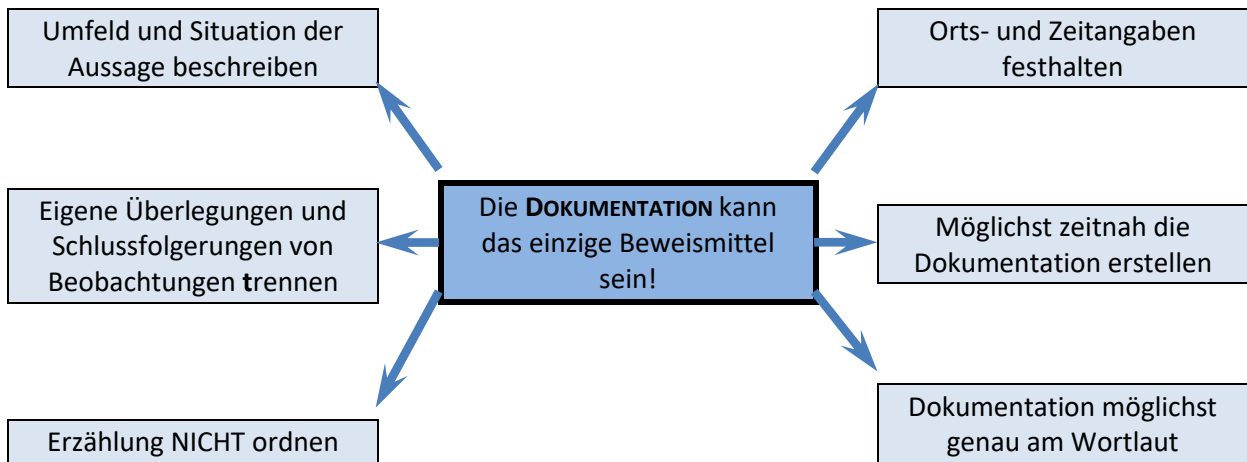 Umfeld und Situation der
Aussage beschreiben
Orts- und Zeitangaben
festhalten
Eigene Überlegungen und
Schlussfolgerungen von
Beobachtungen trennen
Die DOKUMENTATION kann
das einzige Beweismittel
sein!
Möglichst zeitnah die
Dokumentation erstellen
Erzählung NICHT ordnen
Dokumentation möglichst
genau am Wortlaut